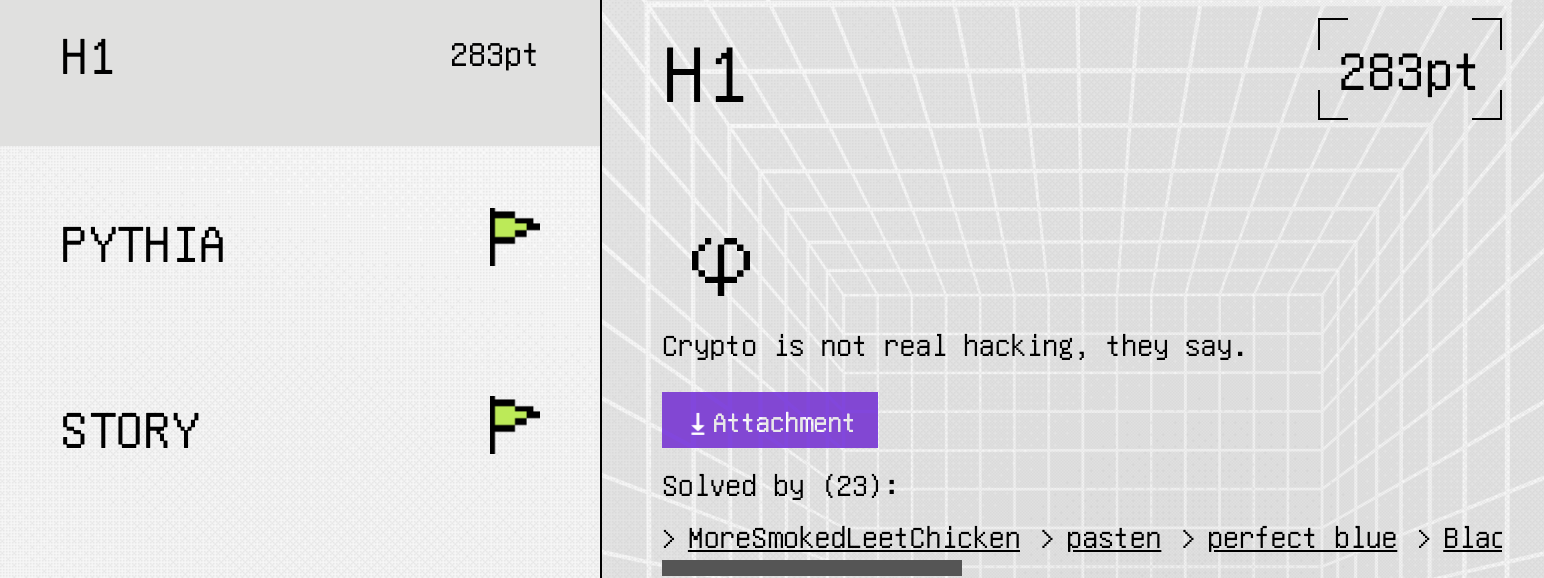 H1 283pt
PYTHIA
STORY
H1 283pt
φ
Crypto is not real hacking, they say.
Attachment
Solved by (23):
> MoreSmokedLeetChicken > pasten > perfect blue > Blac